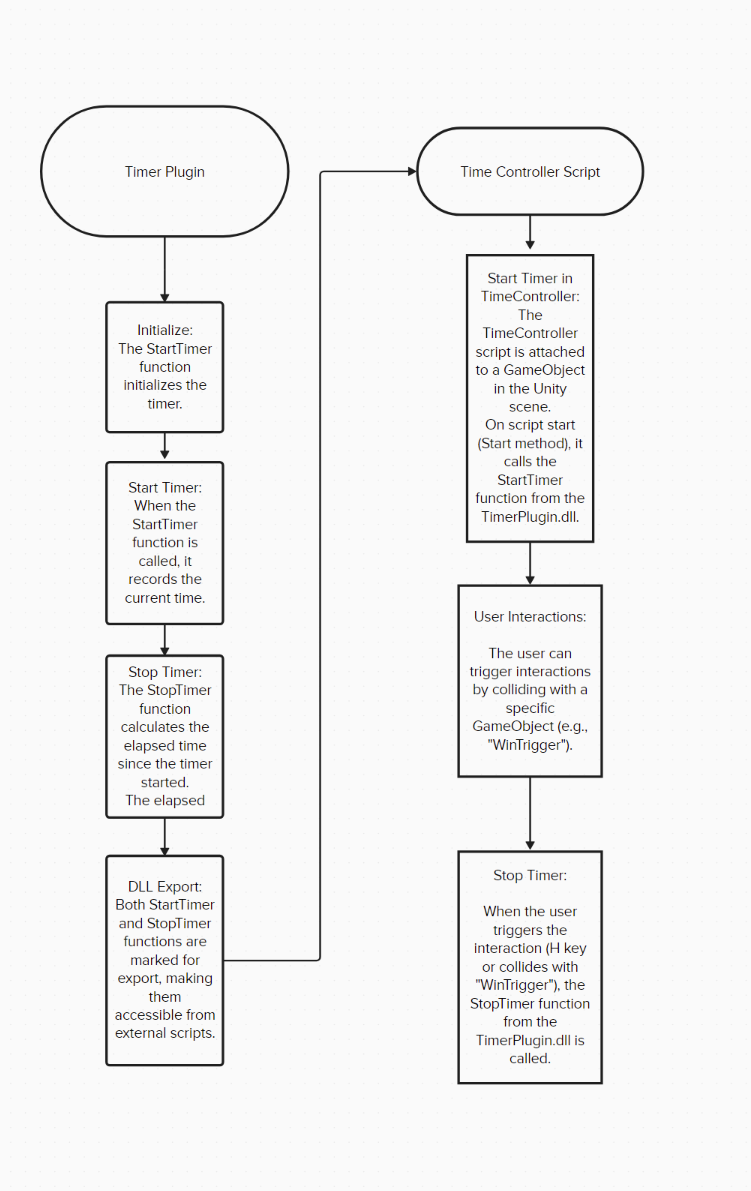 Timer Plugin
Initialize:
The StartTimer
function
initializes the
timer.
Start Timer:
When the
StartTimer
function is
called, it
records the
current time.
Stop Timer:
The StopTimer
function
calculates the
elapsed time
since the timer
started.
The elapsed
DLL Export:
Both StartTimer
and StopTimer
functions are
marked for
export, making
them
accessible from
external scripts.
Time Controller Script
Start Timer in
TimeController:
The
TimeController
script is attached
to a GameObject
in the Unity
scene.
On script start
(Start method), it
calls the
StartTimer
function from the
TimerPlugin.dll.
User Interactions:
The user can
trigger interactions
by colliding with a
specific
GameObject (e.g.,
"WinTrigger").
Stop Timer:
When the user
triggers the
interaction (H key
or collides with
"WinTrigger"), the
StopTimer function
from the
TimerPlugin.dll is
called.